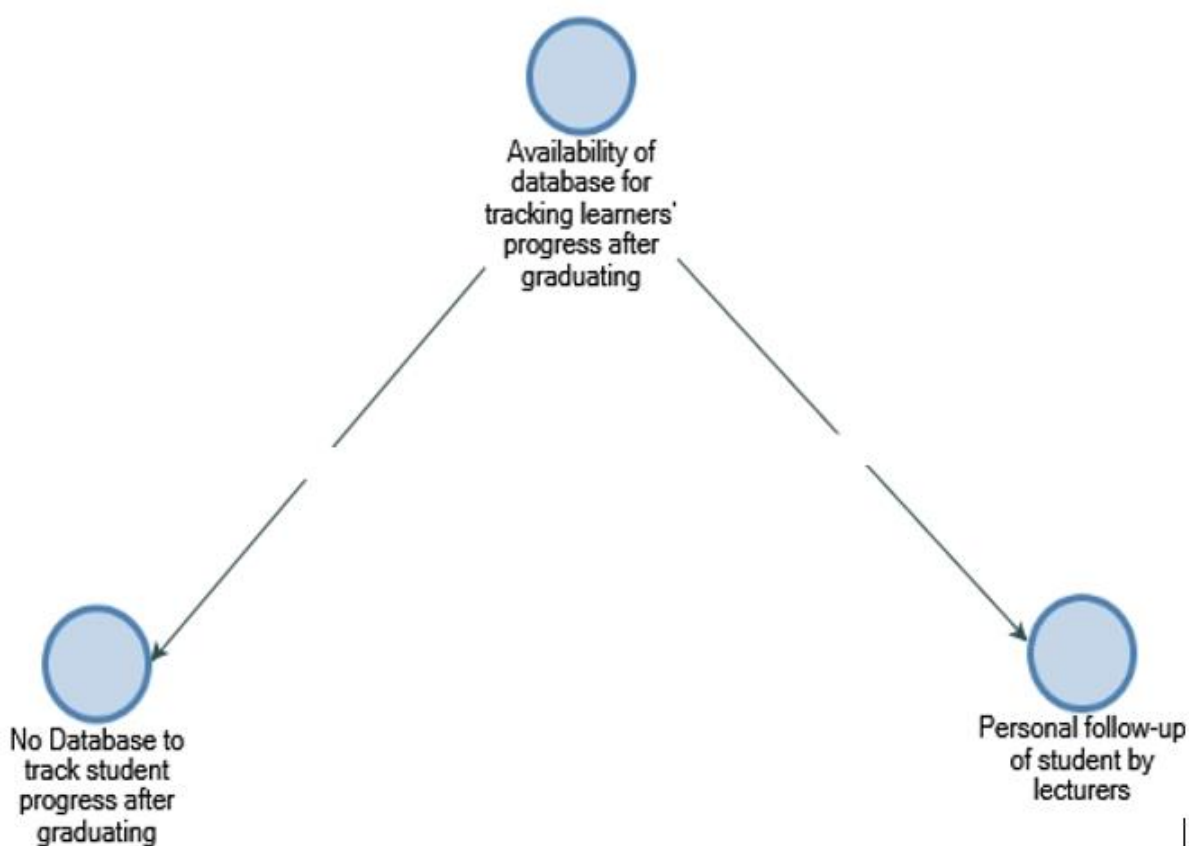 Availability of
database for
tracking learners'
progress after
graduating
No Database to
track student
progress after
graduating
Personal follow-up
of student by
lecturers